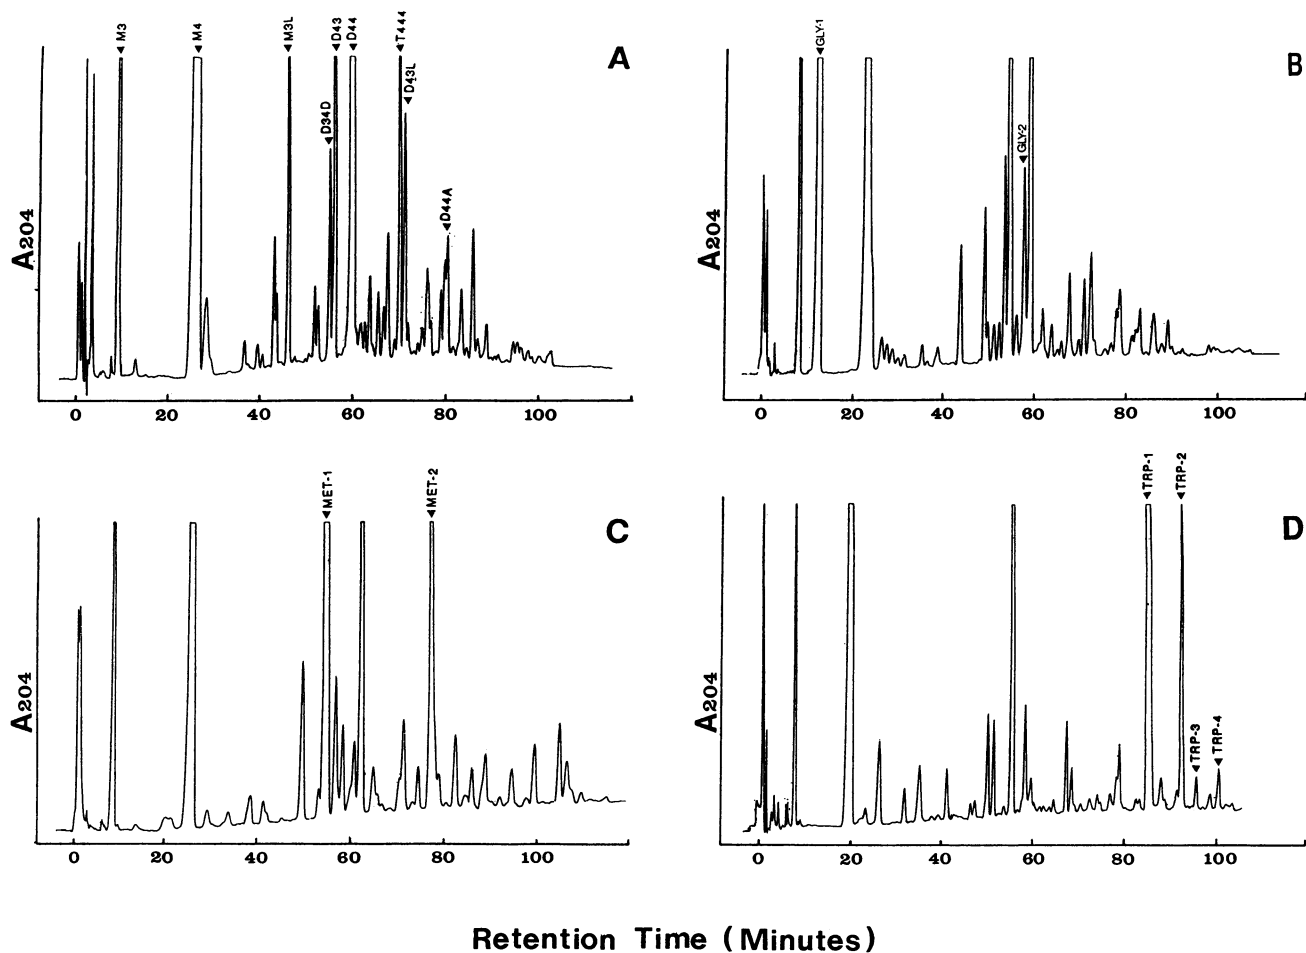 ◄M3
◄M4
◄M3L
◄D34D
◄D43
◄D44
◄T444
◄D43L
◄D44A
A
A204
0 20 40 60 80 100
◄GLY-1
◄GLY-2
B
A204
0 20 40 60 80 100
◄MET-1
◄MET-2
C
A204
0 20 40 60 80 100
◄TRP-1
◄TRP-2
◄TRP-3
◄TRP-4
D
A204
0 20 40 60 80 100
Retention Time (Minutes)